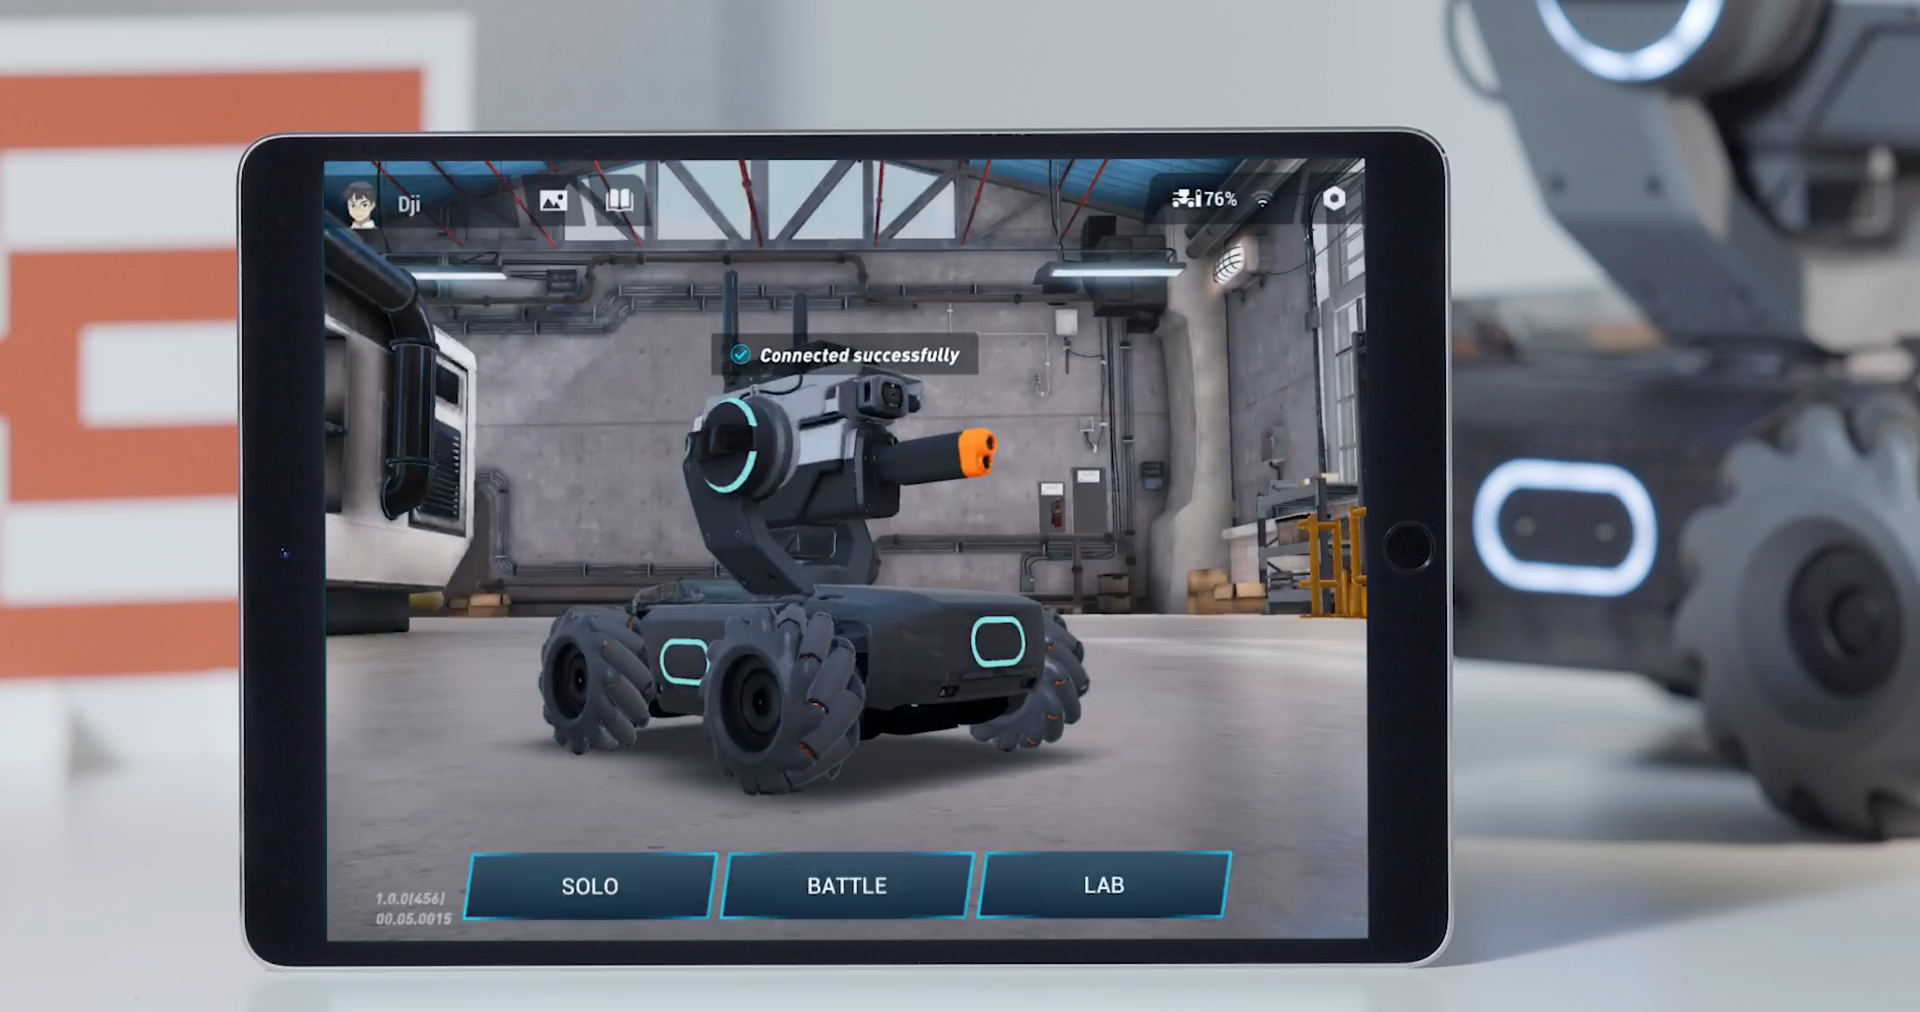 Dji
76%
Connected successfully
SOLO
BATTLE
LAB
1.0.0(456)
00.05.0015